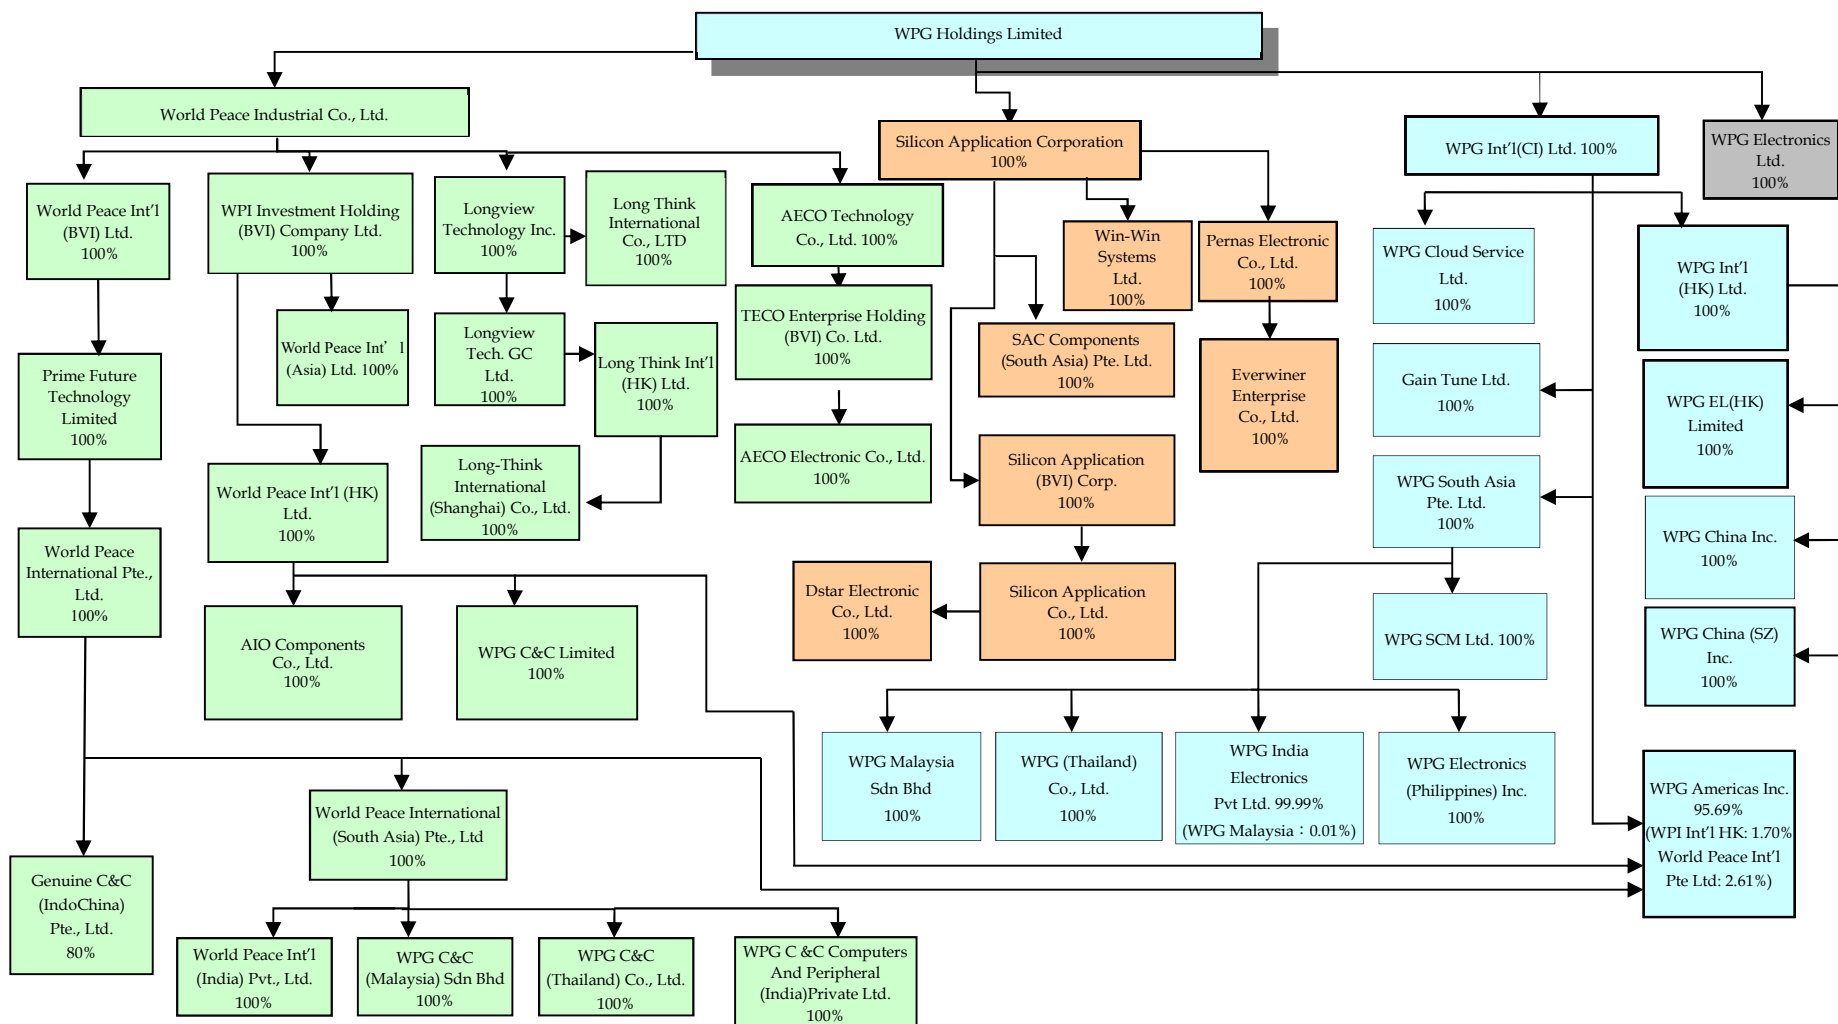 WPG Holdings Limited
World Peace Industrial Co., Ltd.
Silicon Application Corporation
100%
WPG Int'l(CI) Ltd. 100%
WPG Electronics
Ltd.
100%
World Peace Int'l
(BVI) Ltd.
100%
WPI Investment Holding
(BVI) Company Ltd.
100%
Longview
Technology Inc.
100%
Long Think
International
Co., LTD
100%
AECO Technology
Co., Ltd. 100%
Win-Win
Systems
Ltd.
100%
Pernas Electronic
Co., Ltd.
100%
WPG Cloud Service
Ltd.
100%
WPG Int'l
(HK) Ltd.
100%
World Peace Int' l
(Asia) Ltd. 100%
Longview
Tech. GC
Ltd.
100%
Long Think Int'l
(HK) Ltd.
100%
TECO Enterprise Holding
(BVI) Co. Ltd.
100%
SAC Components
(South Asia) Pte. Ltd.
100%
Everwiner
Enterprise
Co., Ltd.
100%
Gain Tune Ltd.
100%
WPG EL(HK)
Limited
100%
Prime Future
Technology
Limited
100%
World Peace Int'l (HK)
Ltd.
100%
Long-Think
International
(Shanghai) Co., Ltd.
100%
AECO Electronic Co., Ltd.
100%
Silicon Application
(BVI) Corp.
100%
WPG South Asia
Pte. Ltd.
100%
WPG China Inc.
100%
World Peace
International Pte.,
Ltd.
100%
AIO Components
Co., Ltd.
100%
WPG C&C Limited
100%
Dstar Electronic
Co., Ltd.
100%
Silicon Application
Co., Ltd.
100%
WPG SCM Ltd. 100%
WPG China (SZ)
Inc.
100%
WPG Malaysia
Sdn Bhd
100%
WPG (Thailand)
Co., Ltd.
100%
WPG India
Electronics
Pvt Ltd. 99.99%
(WPG Malaysia：0.01%)
WPG Electronics
(Philippines) Inc.
100%
WPG Americas Inc.
95.69%
(WPI Int'l HK: 1.70%
World Peace Int'l
Pte Ltd: 2.61%)
World Peace International
(South Asia) Pte., Ltd
100%
Genuine C&C
(IndoChina)
Pte., Ltd.
80%
World Peace Int'l
(India) Pvt., Ltd.
100%
WPG C&C
(Malaysia) Sdn Bhd
100%
WPG C&C
(Thailand) Co., Ltd.
100%
WPG C &C Computers
And Peripheral
(India)Private Ltd.
100%